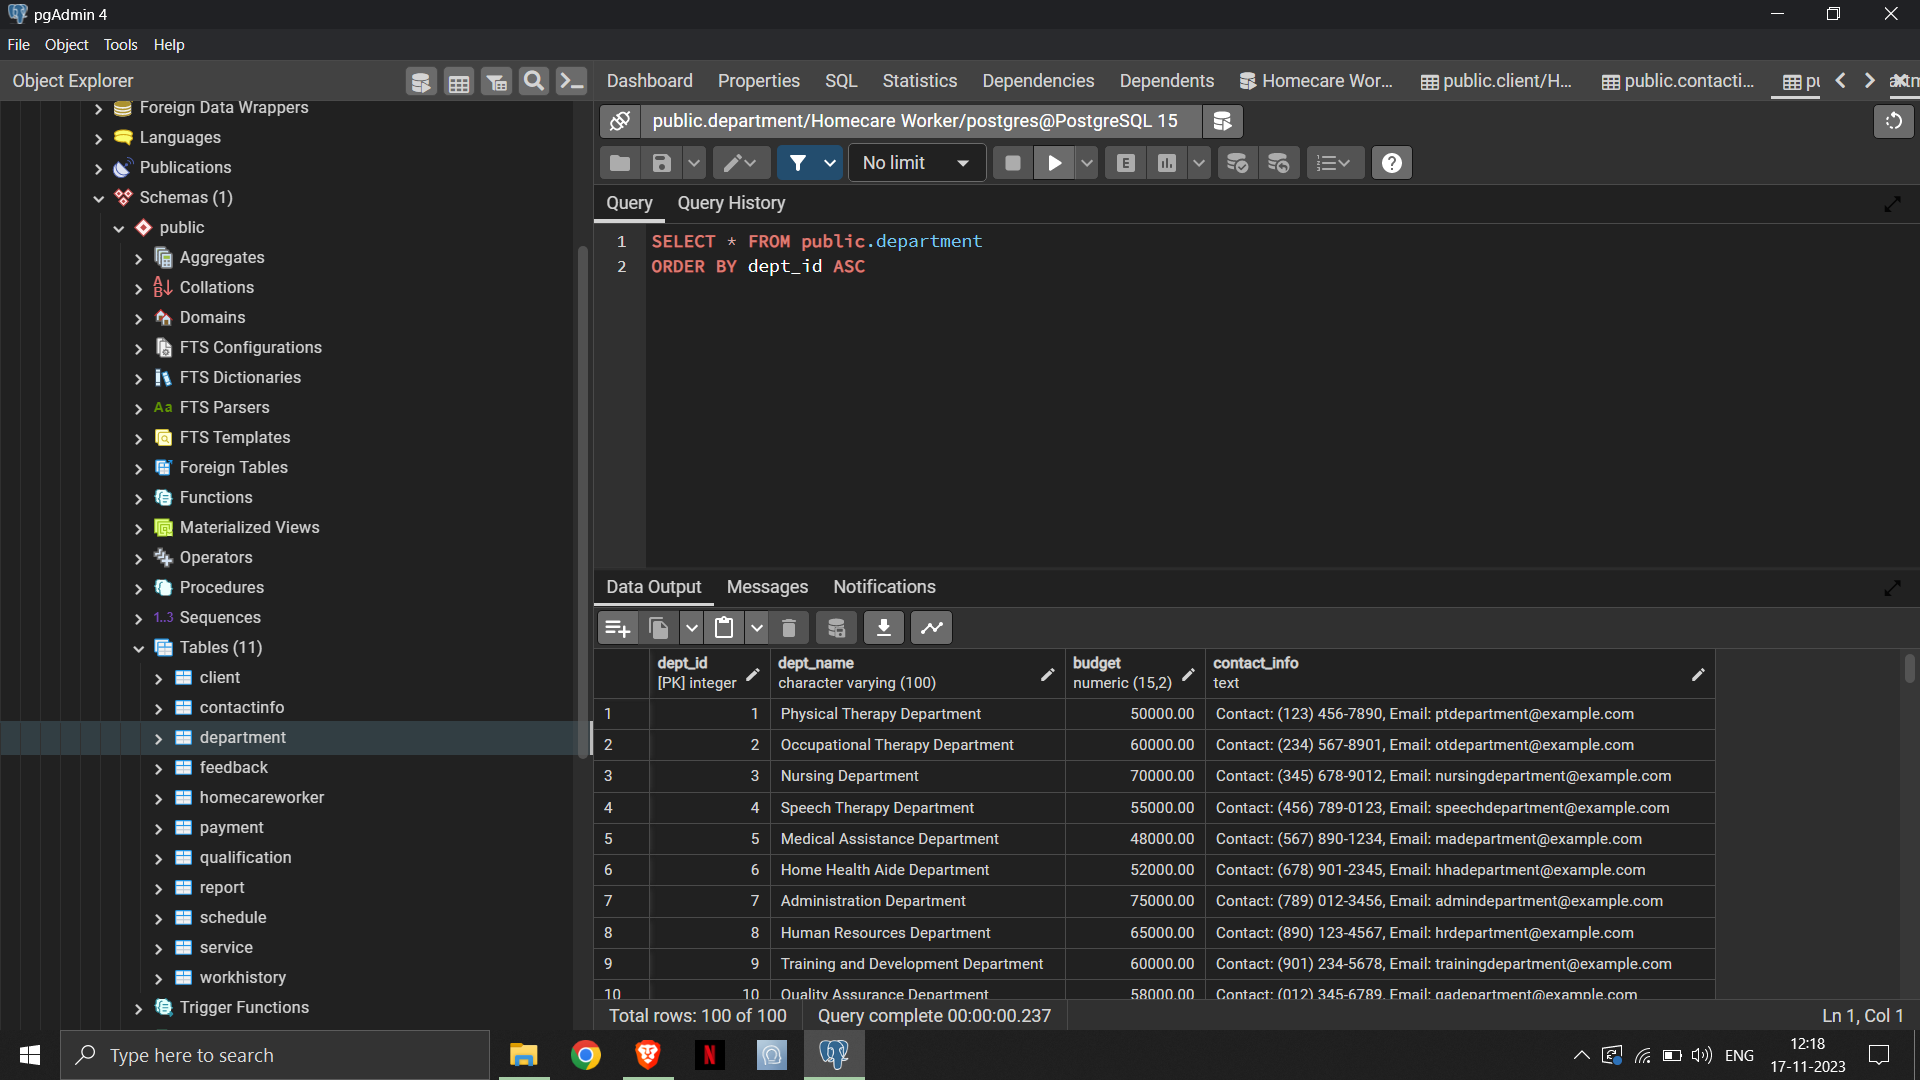 pgAdmin 4
File Object Tools Help
Object Explorer
Dashboard Properties SQL Statistics Dependencies Dependents Homecare Wor... public.client/H... public.contacti...
public.department/Homecare Worker/postgres@PostgreSQL 15
No limit
Query Query History
1 SELECT * FROM public.department
2 ORDER BY dept_id ASC
Foreign Data Wrappers
Languages
Publications
Schemas (1)
public
Aggregates
Collations
Domains
FTS Configurations
FTS Dictionaries
Aa FTS Parsers
FTS Templates
Foreign Tables
Functions
Materialized Views
Operators
Procedures
1..3 Sequences
Tables (11)
client
contactinfo
department
feedback
homecareworker
payment
qualification
report
schedule
service
workhistory
Trigger Functions
Data Output Messages Notifications
dept_id dept_name budget contact_info
[PK] integer character varying (100) numeric (15,2) text
1 1 Physical Therapy Department 50000.00 Contact: (123) 456-7890, Email: ptdepartment@example.com
2 2 Occupational Therapy Department 60000.00 Contact: (234) 567-8901, Email: otdepartment@example.com
3 3 Nursing Department 70000.00 Contact: (345) 678-9012, Email: nursingdepartment@example.com
4 4 Speech Therapy Department 55000.00 Contact: (456) 789-0123, Email: speechdepartment@example.com
5 5 Medical Assistance Department 48000.00 Contact: (567) 890-1234, Email: madepartment@example.com
6 6 Home Health Aide Department 52000.00 Contact: (678) 901-2345, Email: hhadepartment@example.com
7 7 Administration Department 75000.00 Contact: (789) 012-3456, Email: admindepartment@example.com
8 8 Human Resources Department 65000.00 Contact: (890) 123-4567, Email: hrdepartment@example.com
9 9 Training and Development Department 60000.00 Contact: (901) 234-5678, Email: trainingdepartment@example.com
10 10 Quality Assurance Department 58000.00 Contact: (012) 345-6789, Email: qadepartment@example.com
Total rows: 100 of 100 Query complete 00:00:00.237 Ln 1, Col 1
Type here to search
ENG
12:18
17-11-2023